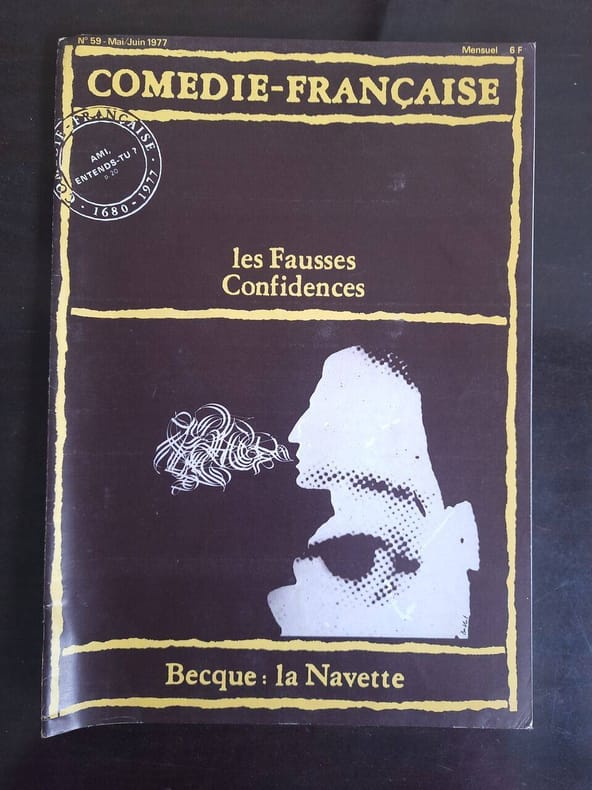 N° 59 - Mai/Juin 1977
Mensuel 6 F
COMEDIE-FRANÇAISE
COMÉDIE-FRANÇAISE
AMI,
ENTENDS-TU ?
p. 20
· 1680-1977 ·
les Fausses
Confidences
Becque : la Navette